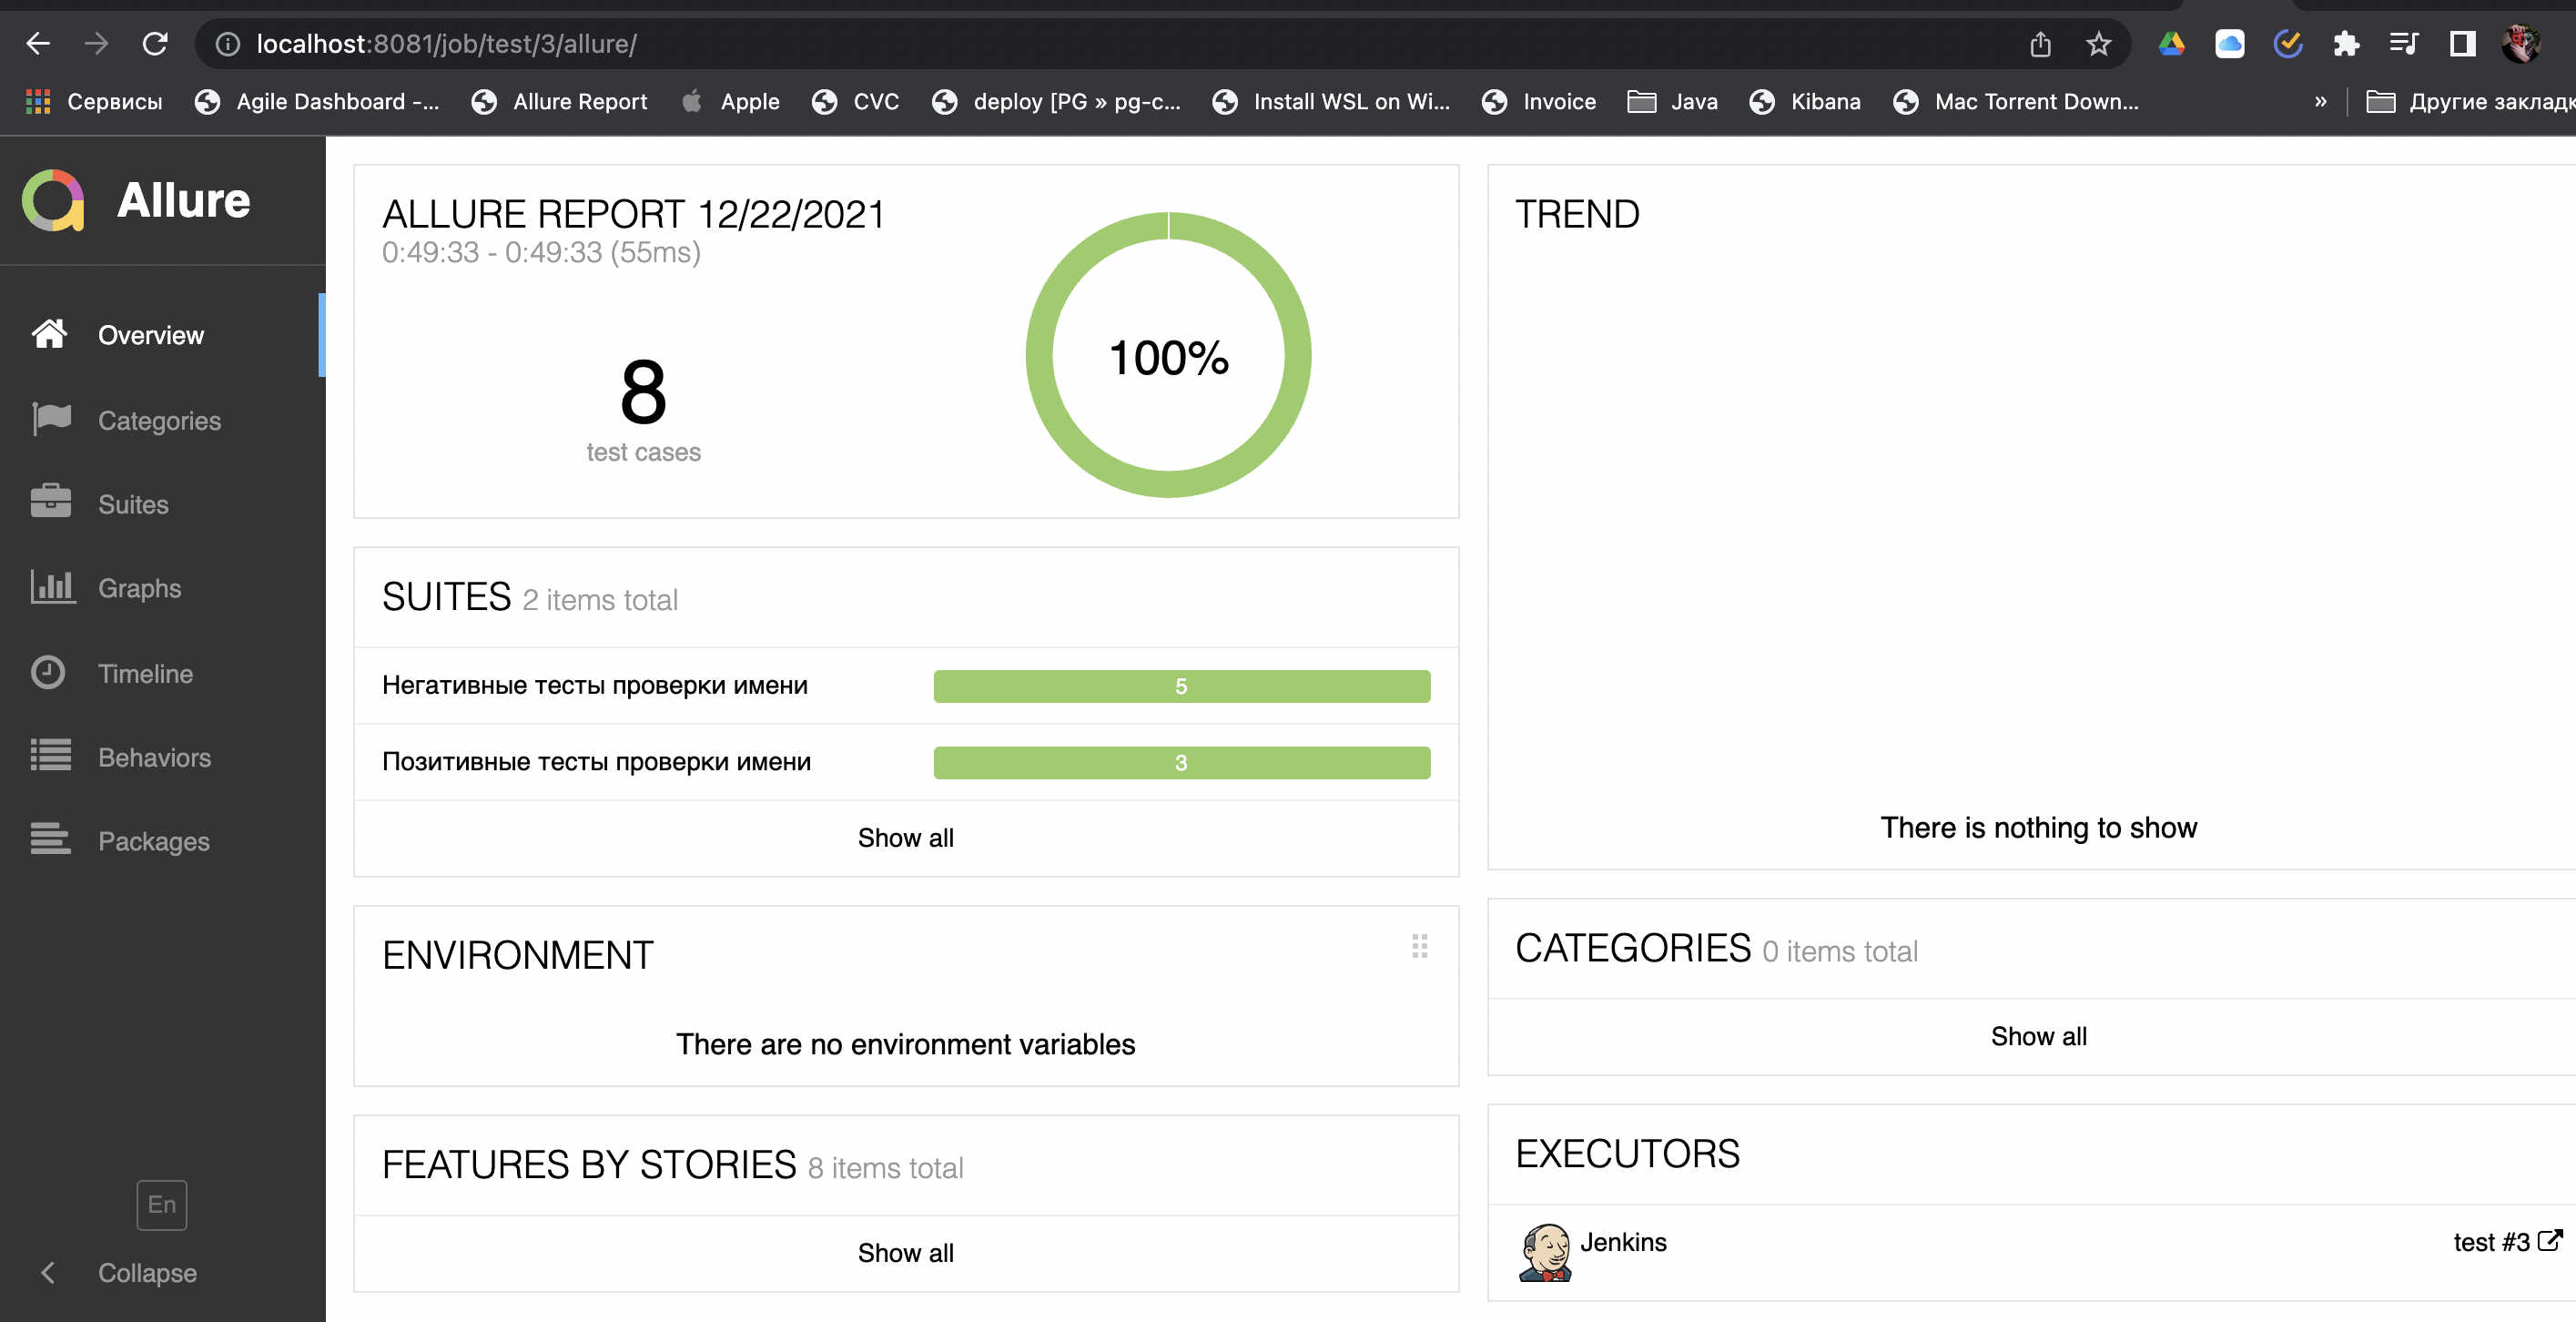 localhost:8081/job/test/3/allure/
Сервисы
Agile Dashboard -...
Allure Report
Apple
CVC
deploy [PG » pg-c...
Install WSL on Wi...
Invoice
Java
Kibana
Mac Torrent Down...
»
Другие закладк
Allure
Overview
Categories
Suites
Graphs
Timeline
Behaviors
Packages
En
Collapse
ALLURE REPORT 12/22/2021
0:49:33 - 0:49:33 (55ms)
8
test cases
100%
SUITES 2 items total
Негативные тесты проверки имени 5
Позитивные тесты проверки имени 3
Show all
ENVIRONMENT
There are no environment variables
FEATURES BY STORIES 8 items total
Show all
TREND
There is nothing to show
CATEGORIES 0 items total
Show all
EXECUTORS
Jenkins test #3